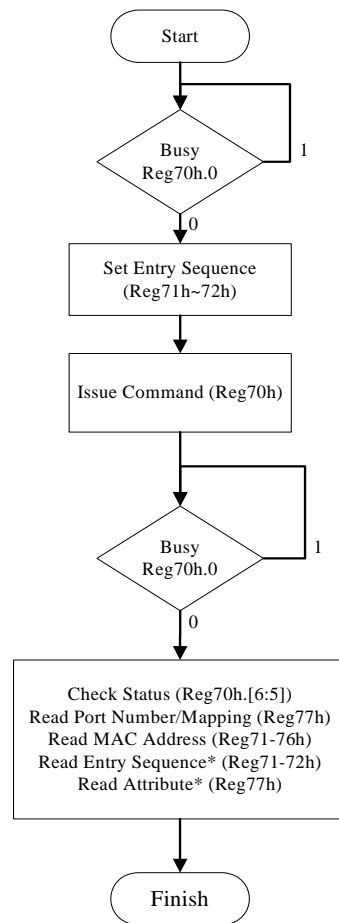 Start
Busy
Reg70h.0
1
0
Set Entry Sequence
(Reg71h~72h)
Issue Command (Reg70h)
Busy
Reg70h.0
1
0
Check Status (Reg70h.[6:5])
Read Port Number/Mapping (Reg77h)
Read MAC Address (Reg71-76h)
Read Entry Sequence* (Reg71-72h)
Read Attribute* (Reg77h)
Finish